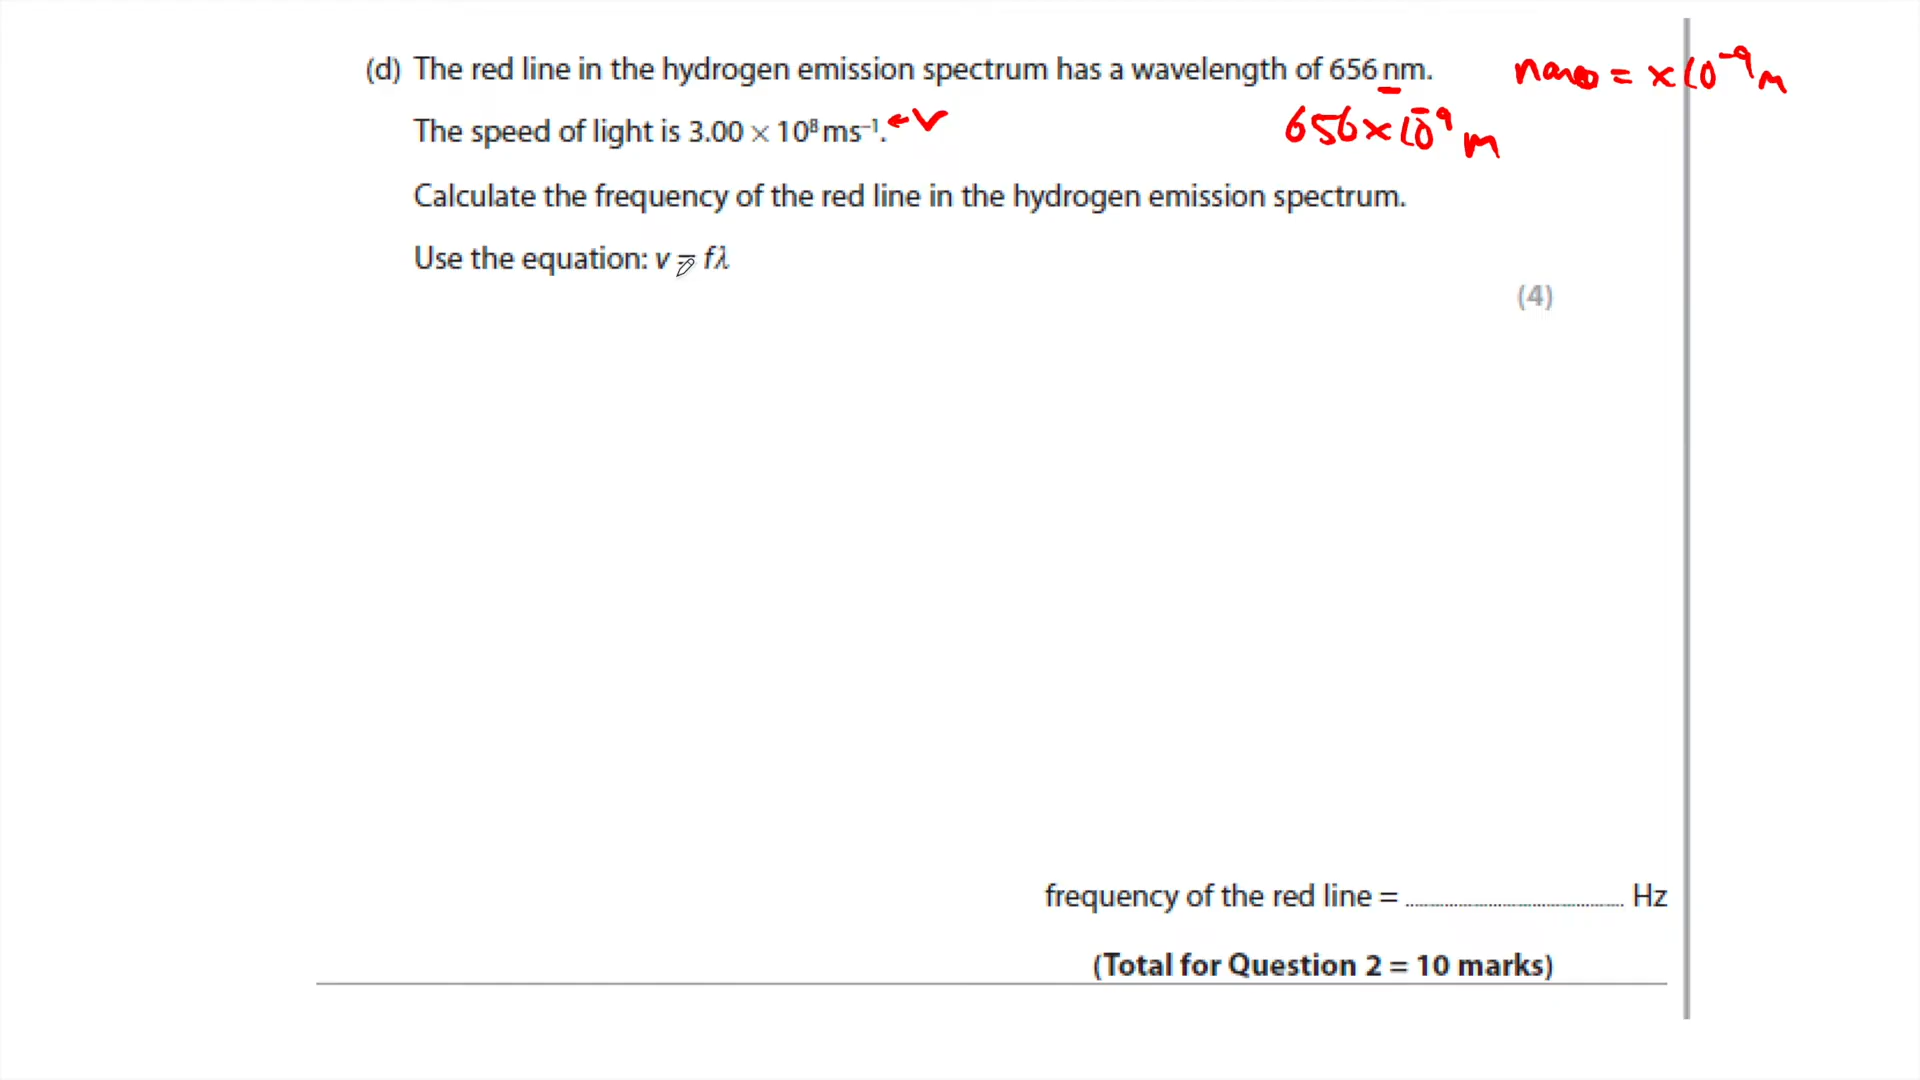 (d) The red line in the hydrogen emission spectrum has a wavelength of 656 nm.
nano = x10⁻⁹m
The speed of light is 3.00 × 10⁸ ms⁻¹. ← v
656 x 10⁻⁹ m
Calculate the frequency of the red line in the hydrogen emission spectrum.
Use the equation: v = fλ
(4)
frequency of the red line = ........................................ Hz
(Total for Question 2 = 10 marks)